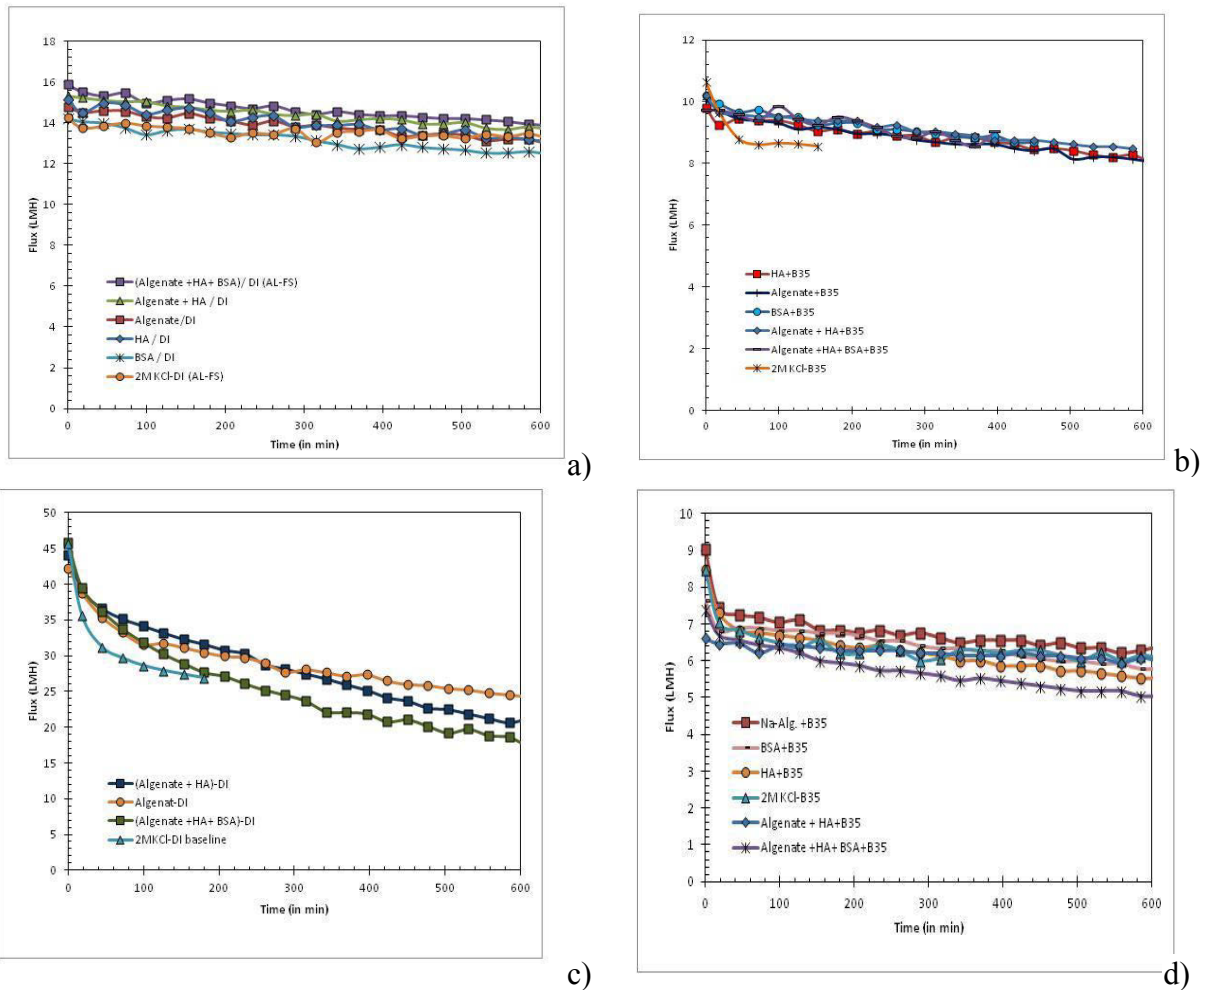 18
16
14
12
10
8
6
4
2
0
Flux (LMH)
(Algenate +HA+ BSA)/ DI (AL-FS)
Algenate + HA / DI
Algenate/DI
HA / DI
BSA / DI
2M KCl-DI (AL-FS)
0 100 200 300 400 500 600
Time (in min)
a)
12
10
8
6
4
2
0
Flux (LMH)
HA+B35
Algenate+B35
BSA+B35
Algenate + HA+B35
Algenate +HA+ BSA+B35
2M KCl-B35
0 100 200 300 400 500 600
Time (in min)
b)
50
45
40
35
30
25
20
15
10
5
0
Flux (LMH)
(Algenate + HA)-DI
Algenat-DI
(Algenate +HA+ BSA)-DI
2MKCl-DI baseline
0 100 200 300 400 500 600
Time (in min)
c)
10
9
8
7
6
5
4
3
2
1
0
Flux (LMH)
Na-Alg. +B35
BSA+B35
HA+B35
2M KCl-B35
Algenate + HA+B35
Algenate +HA+ BSA+B35
0 100 200 300 400 500 600
Time (in min)
d)